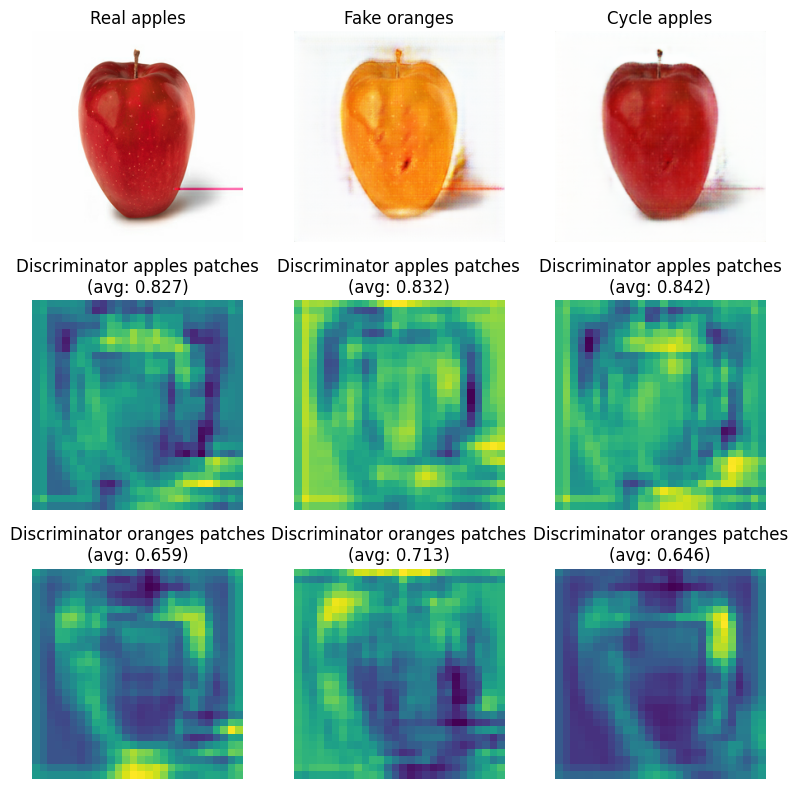 Real apples
Fake oranges
Cycle apples
Discriminator apples patches
(avg: 0.827)
Discriminator apples patches
(avg: 0.832)
Discriminator apples patches
(avg: 0.842)
Discriminator oranges patches
(avg: 0.659)
Discriminator oranges patches
(avg: 0.713)
Discriminator oranges patches
(avg: 0.646)